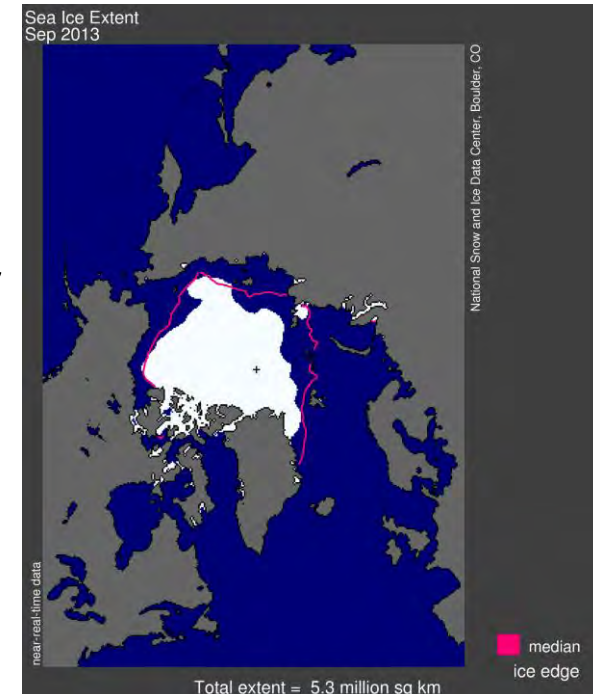 Sea Ice Extent
Sep 2013
National Snow and Ice Data Center, Boulder, CO
near-real-time data
median
ice edge
Total extent = 5.3 million sq km